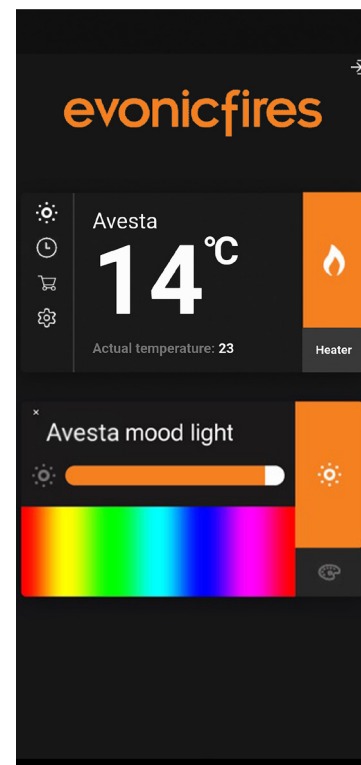 evonicfires
Avesta
14°C
Actual temperature: 23
Heater
Avesta mood light